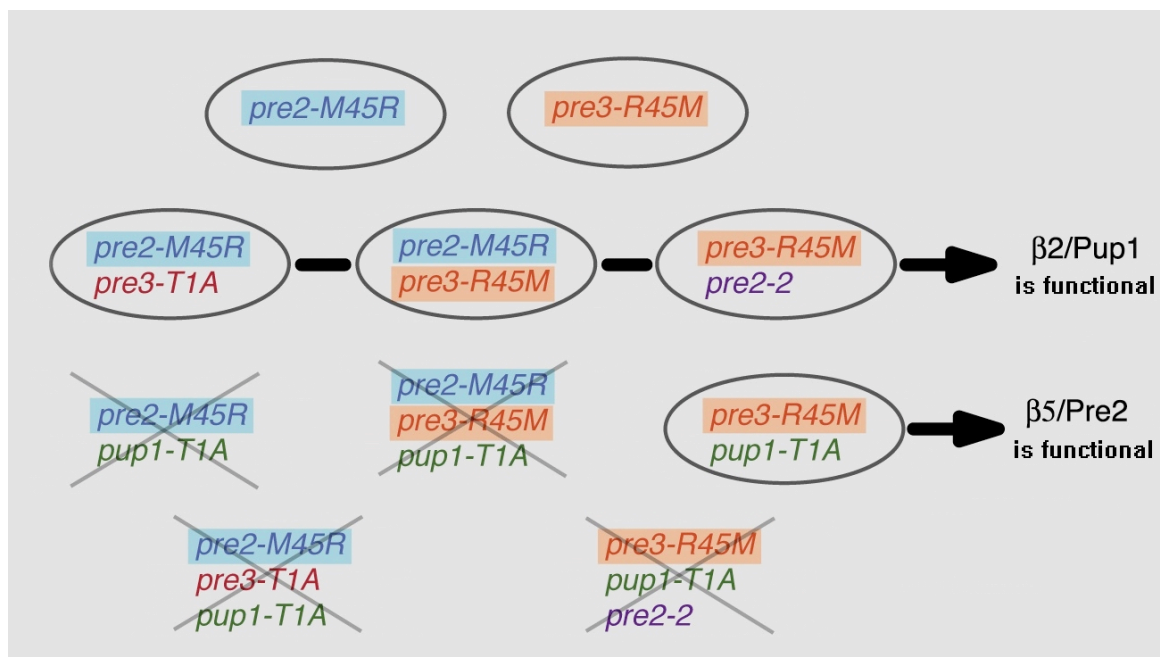 pre2-M45R
pre3-R45M
pre2-M45R
pre3-T1A
pre2-M45R
pre3-R45M
pre3-R45M
pre2-2
β2/Pup1
is functional
pre2-M45R
pup1-T1A
pre2-M45R
pre3-R45M
pup1-T1A
pre3-R45M
pup1-T1A
β5/Pre2
is functional
pre2-M45R
pre3-T1A
pup1-T1A
pre3-R45M
pup1-T1A
pre2-2